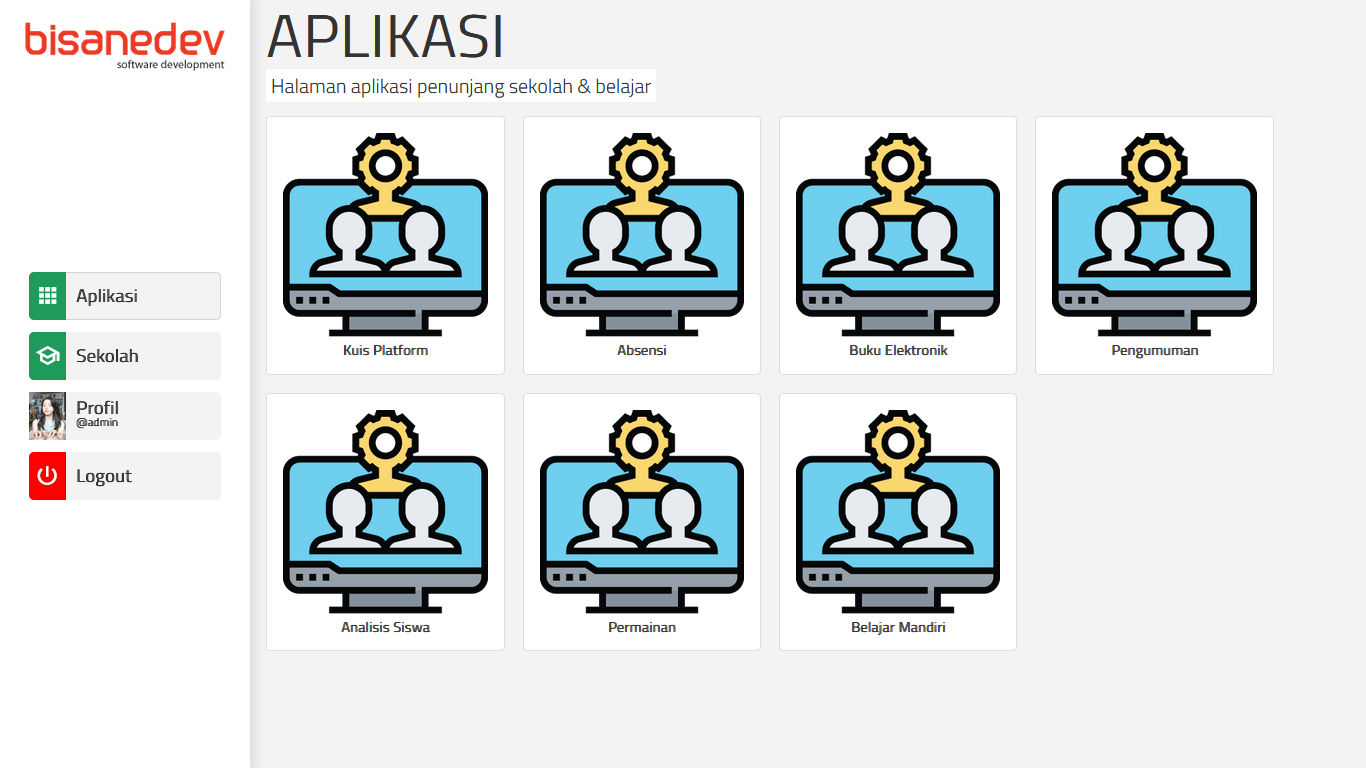 bisanedev
software development
Aplikasi
Sekolah
Profil
@admin
Logout
APLIKASI
Halaman aplikasi penunjang sekolah & belajar
Kuis Platform
Absensi
Buku Elektronik
Pengumuman
Analisis Siswa
Permainan
Belajar Mandiri